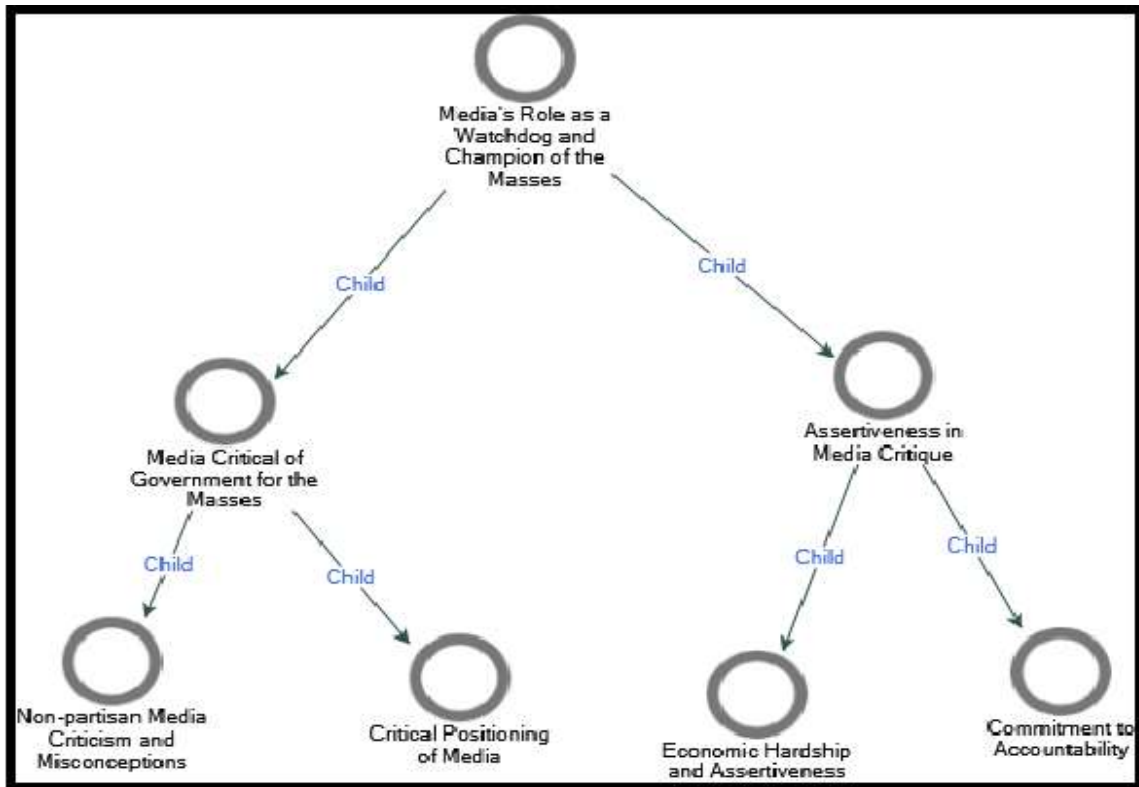 Media's Role as a
Watchdog and
Champion of the
Masses
Child
Child
Media Critical of
Government for the
Masses
Assertiveness in
Media Critique
Child
Child
Child
Child
Non-partisan Media
Criticism and
Misconceptions
Critical Positioning
of Media
Economic Hardship
and Assertiveness
Commitment to
Accountability